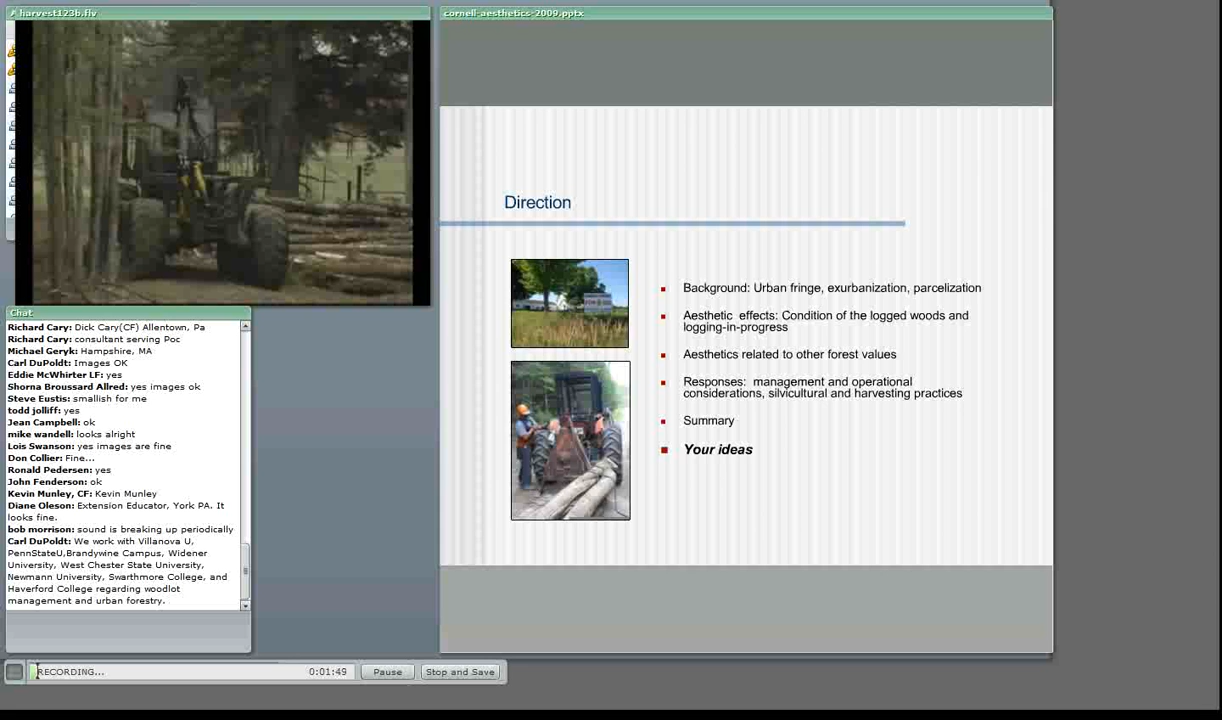 harvest123b.flv
cornell-aesthetics-2009.pptx
Direction
Background: Urban fringe, exurbanization, parcelization
Aesthetic effects: Condition of the logged woods and
logging-in-progress
Aesthetics related to other forest values
Responses: management and operational
considerations, silvicultural and harvesting practices
Summary
Your ideas
Chat
Richard Cary: Dick Cary(CF) Allentown, Pa
Richard Cary: consultant serving Poc
Michael Geryk: Hampshire, MA
Carl DuPoldt: Images OK
Eddie McWhirter LF: yes
Shorna Broussard Allred: yes images ok
Steve Eustis: smallish for me
todd jolliff: yes
Jean Campbell: ok
mike wandell: looks alright
Lois Swanson: yes images are fine
Don Collier: Fine...
Ronald Pedersen: yes
John Fenderson: ok
Kevin Munley, CF: Kevin Munley
Diane Oleson: Extension Educator, York PA. It
looks fine.
bob morrison: sound is breaking up periodically
Carl DuPoldt: We work with Villanova U,
PennStateU,Brandywine Campus, Widener
University, West Chester State University,
Newmann University, Swarthmore College, and
Haverford College regarding woodlot
management and urban forestry.
RECORDING...
0:01:49
Pause
Stop and Save